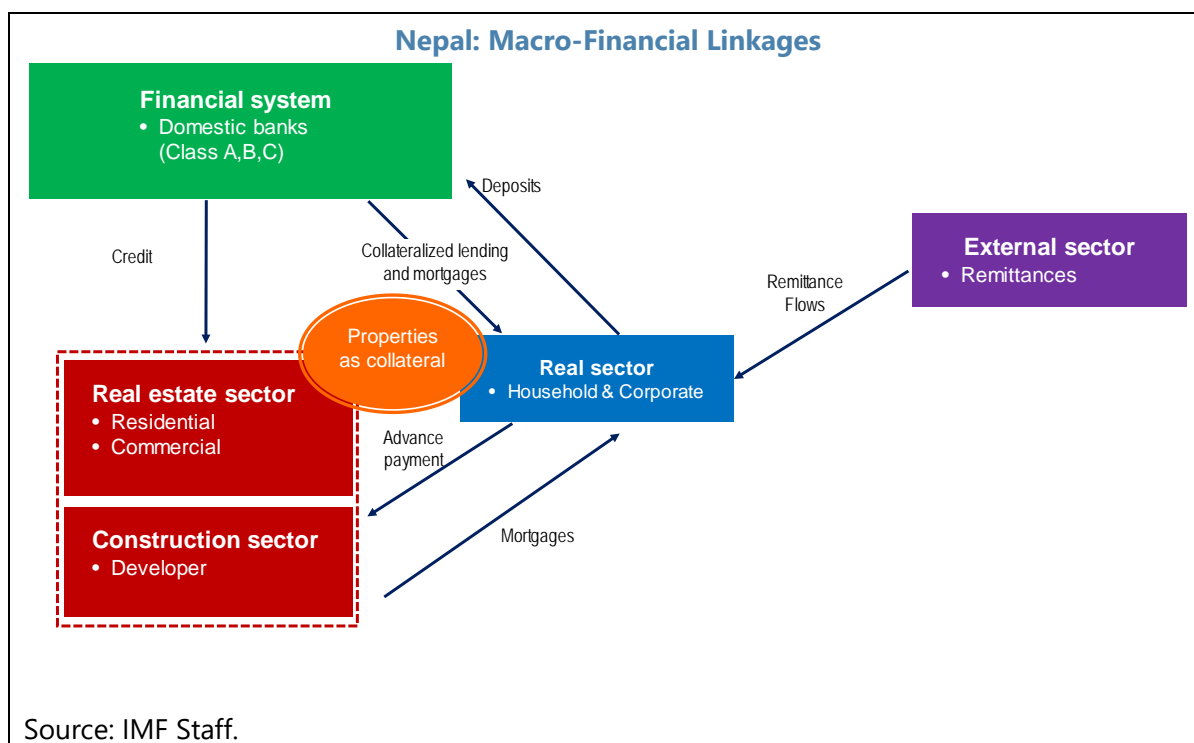 Nepal: Macro-Financial Linkages
Financial system
• Domestic banks
(Class A,B,C)
Deposits
Credit
Collateralized lending
and mortgages
External sector
• Remittances
Remittance
Flows
Properties
as collateral
Real sector
• Household & Corporate
Real estate sector
• Residential
• Commercial
Advance
payment
Construction sector
• Developer
Mortgages
Source: IMF Staff.